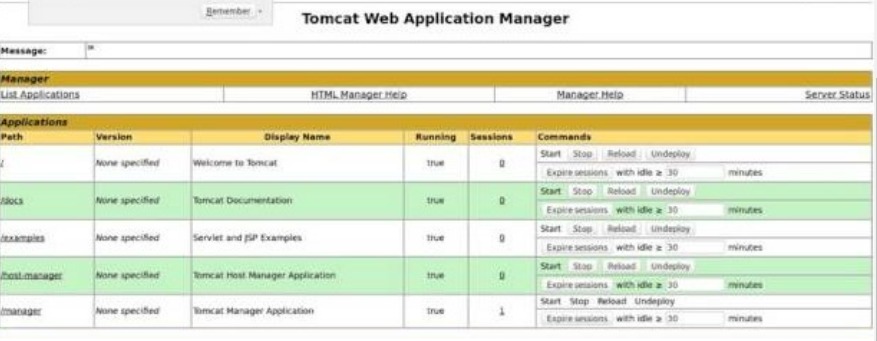 Remember
Tomcat Web Application Manager
Message: OK
Manager
List Applications HTML Manager Help Manager Help Server Status
Applications
Path Version Display Name Running Sessions Commands
/ None specified Welcome to Tomcat true 0 Start Stop Reload Undeploy
Expire sessions with idle ≥ 30 minutes
/docs None specified Tomcat Documentation true 0 Start Stop Reload Undeploy
Expire sessions with idle ≥ 30 minutes
/examples None specified Servlet and JSP Examples true 0 Start Stop Reload Undeploy
Expire sessions with idle ≥ 30 minutes
/host-manager None specified Tomcat Host Manager Application true 0 Start Stop Reload Undeploy
Expire sessions with idle ≥ 30 minutes
/manager None specified Tomcat Manager Application true 1 Start Stop Reload Undeploy
Expire sessions with idle ≥ 30 minutes